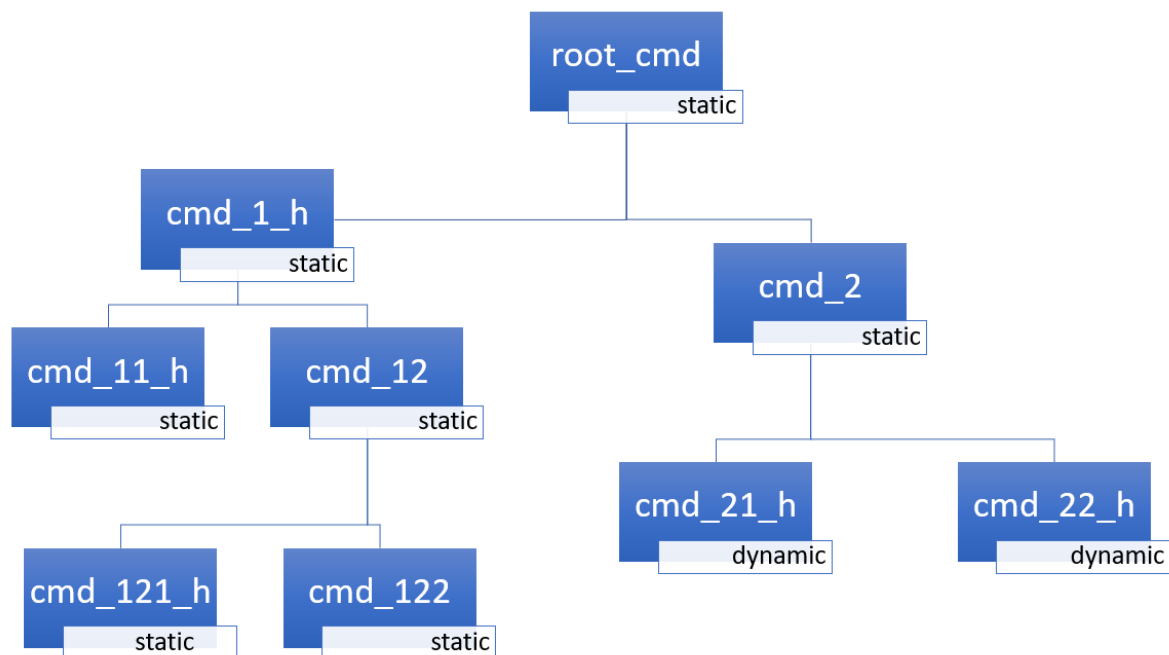 root_cmd
static
cmd_1_h
static
cmd_2
static
cmd_11_h
static
cmd_12
static
cmd_21_h
dynamic
cmd_22_h
dynamic
cmd_121_h
static
cmd_122
static